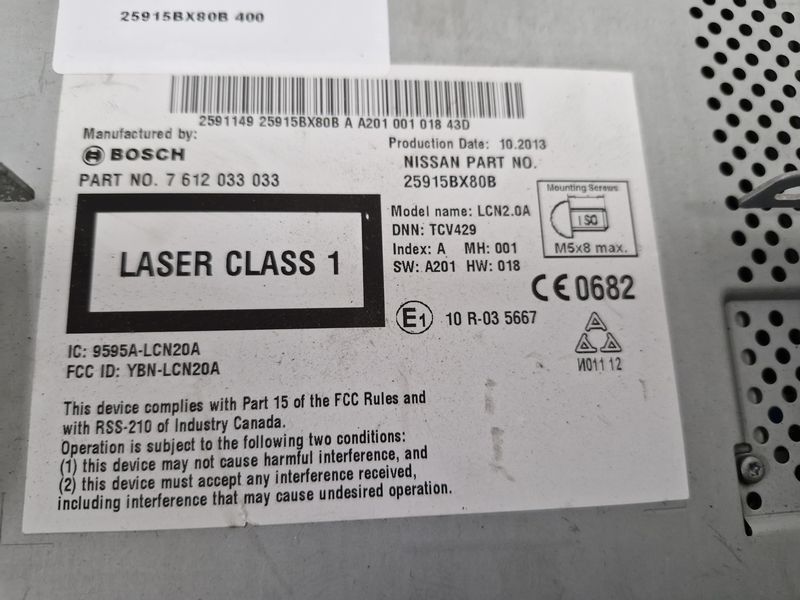 25915BX80B 400
2591149 25915BX80B A A201 001 018 43D
Manufactured by:
BOSCH
PART NO. 7 612 033 033
Production Date: 10.2013
NISSAN PART NO.
25915BX80B
Model name: LCN2.0A
DNN: TCV429
Index: A MH: 001
SW: A201 HW: 018
Mounting Screws
ISO
M5x8 max.
LASER CLASS 1
CE0682
E1 10 R-03 5667
IC: 9595A-LCN20A
FCC ID: YBN-LCN20A
И011 12
This device complies with Part 15 of the FCC Rules and
with RSS-210 of Industry Canada.
Operation is subject to the following two conditions:
(1) this device may not cause harmful interference, and
(2) this device must accept any interference received,
including interference that may cause undesired operation.